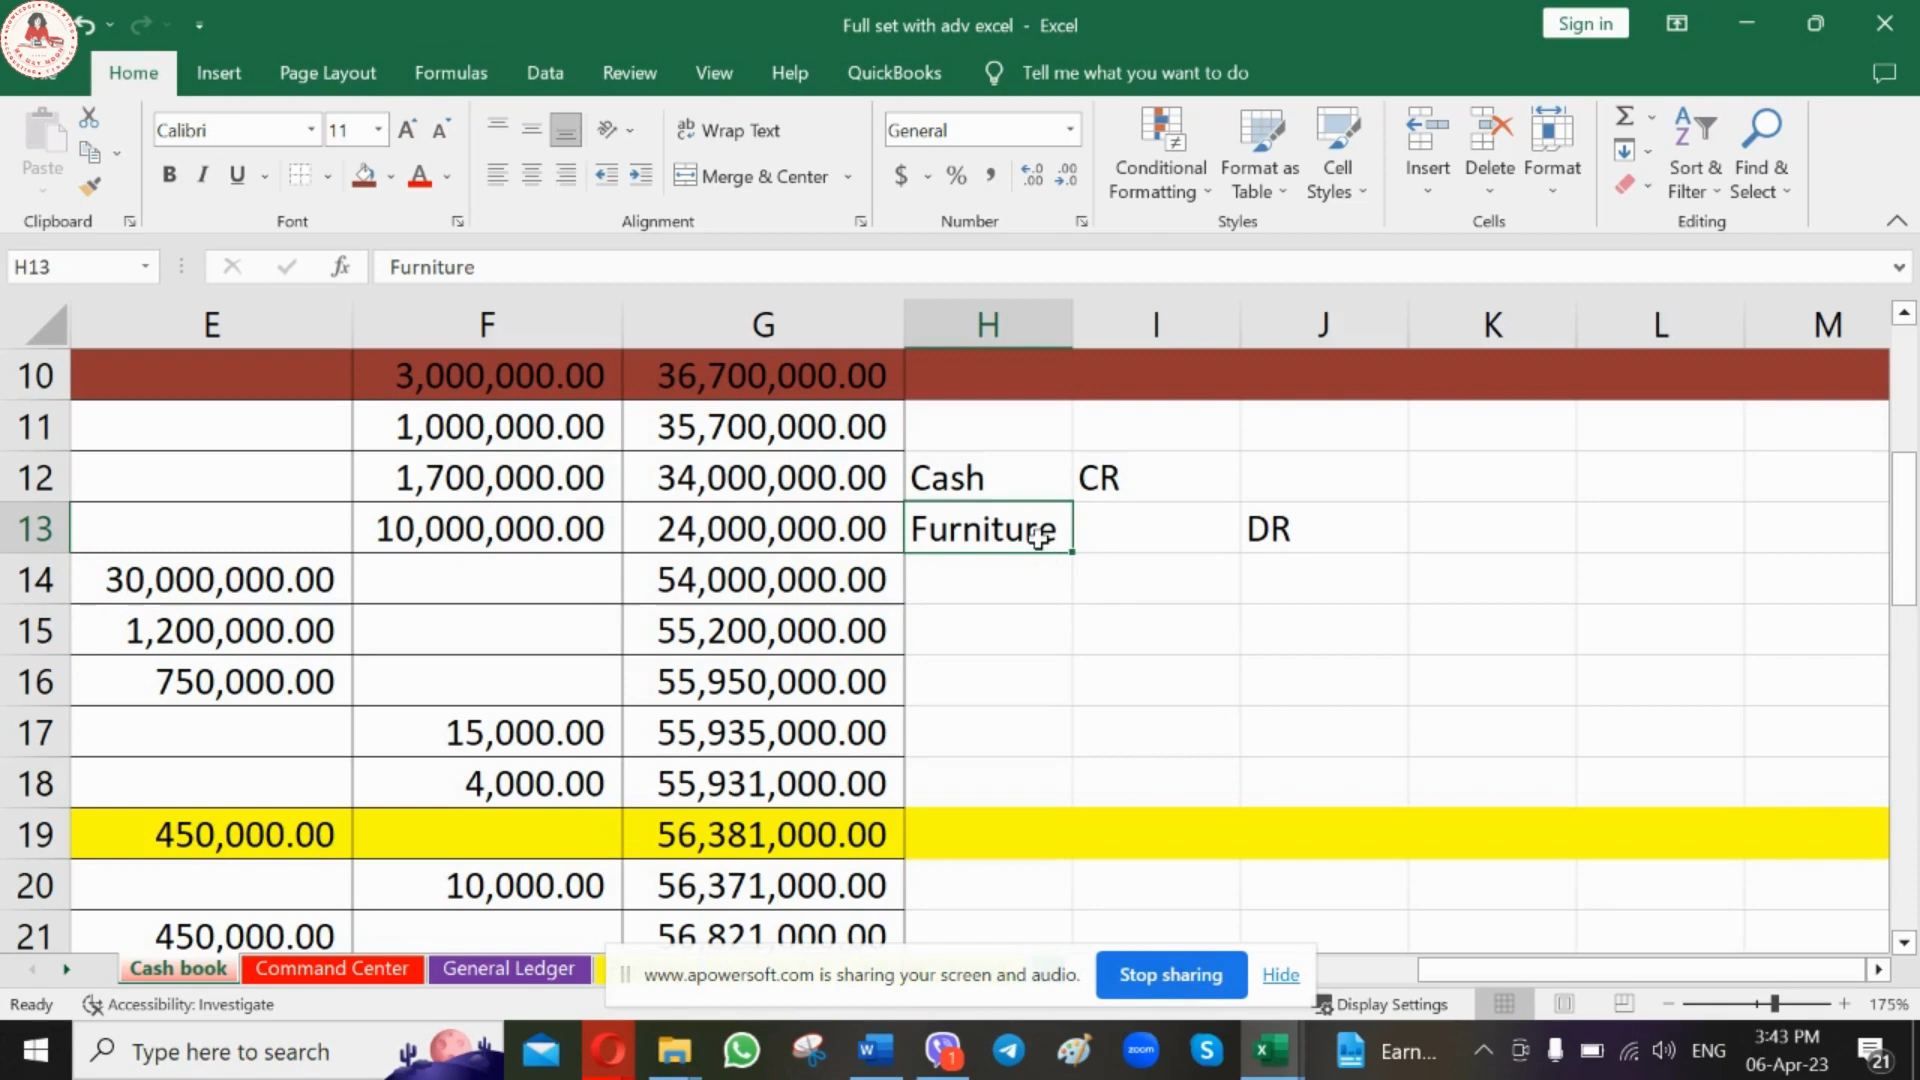 Full set with adv excel - Excel
Sign in
Home Insert Page Layout Formulas Data Review View Help QuickBooks Tell me what you want to do
Paste
Clipboard
Calibri 11
B I U
Font
Wrap Text
Merge & Center
Alignment
General
$ % ,
Number
Conditional Formatting
Format as Table
Cell Styles
Styles
Insert Delete Format
Cells
Sort & Filter
Find & Select
Editing
H13 fx Furniture
E F G H I J K L M
10 3,000,000.00 36,700,000.00
11 1,000,000.00 35,700,000.00
12 1,700,000.00 34,000,000.00 Cash CR
13 10,000,000.00 24,000,000.00 Furniture DR
14 30,000,000.00 54,000,000.00
15 1,200,000.00 55,200,000.00
16 750,000.00 55,950,000.00
17 15,000.00 55,935,000.00
18 4,000.00 55,931,000.00
19 450,000.00 56,381,000.00
20 10,000.00 56,371,000.00
21 450,000.00 56,821,000.00
Cash book Command Center General Ledger
www.apowersoft.com is sharing your screen and audio. Stop sharing Hide
Ready Accessibility: Investigate Display Settings 175%
Type here to search
zoom
Earn...
ENG
3:43 PM
06-Apr-23
21